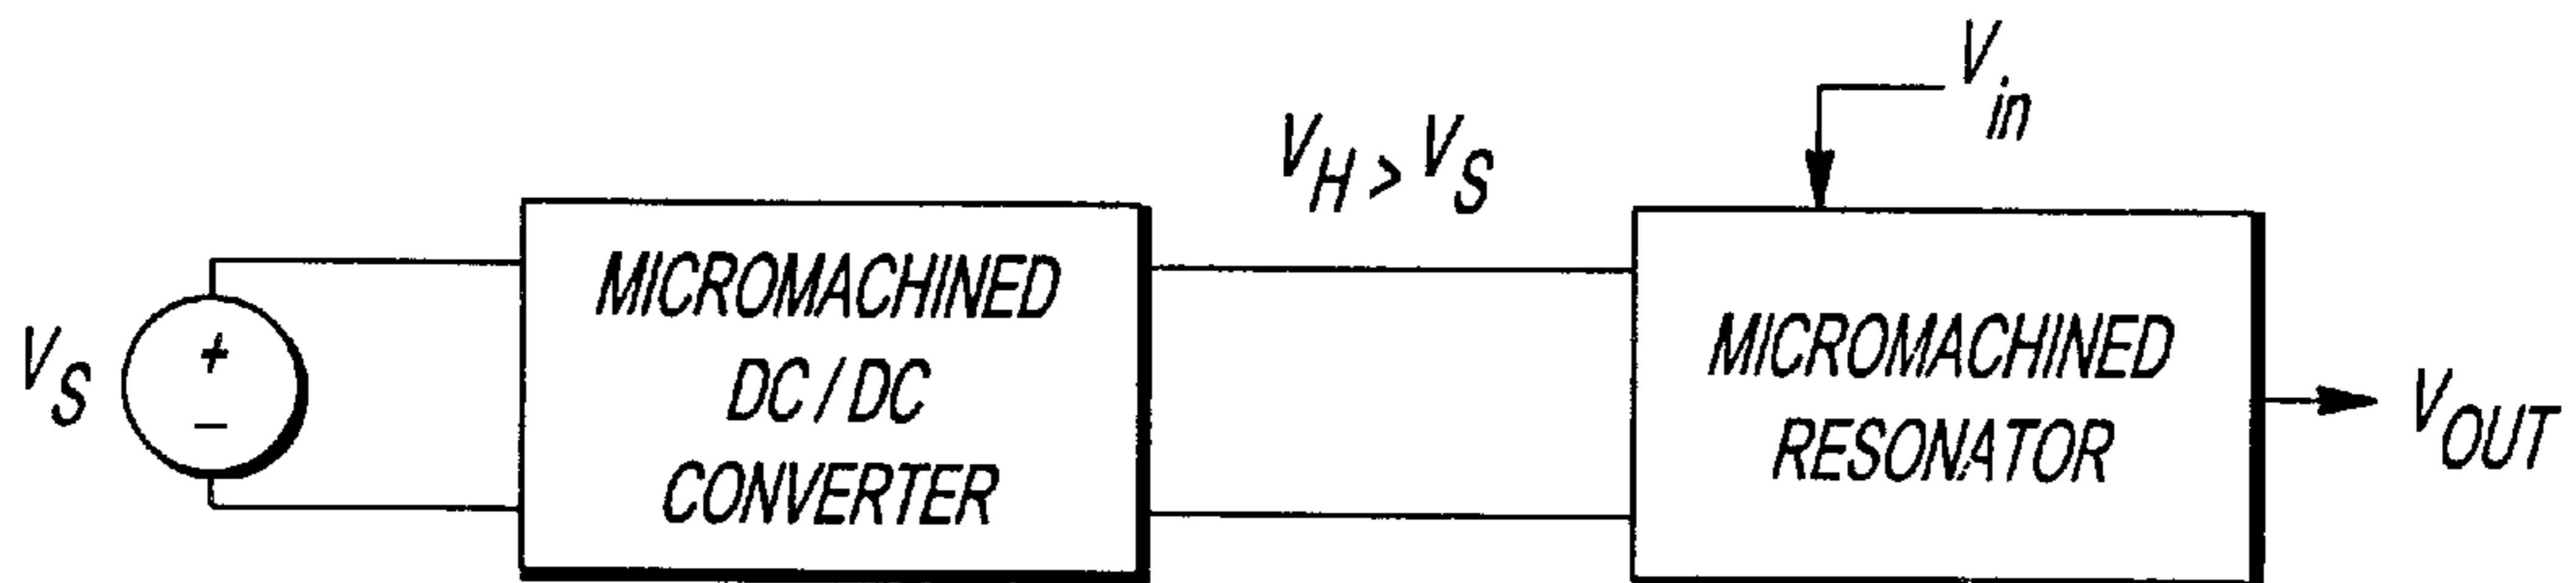 V_S
+
−
MICROMACHINED
DC / DC
CONVERTER
V_H > V_S
V_in
MICROMACHINED
RESONATOR
V_OUT